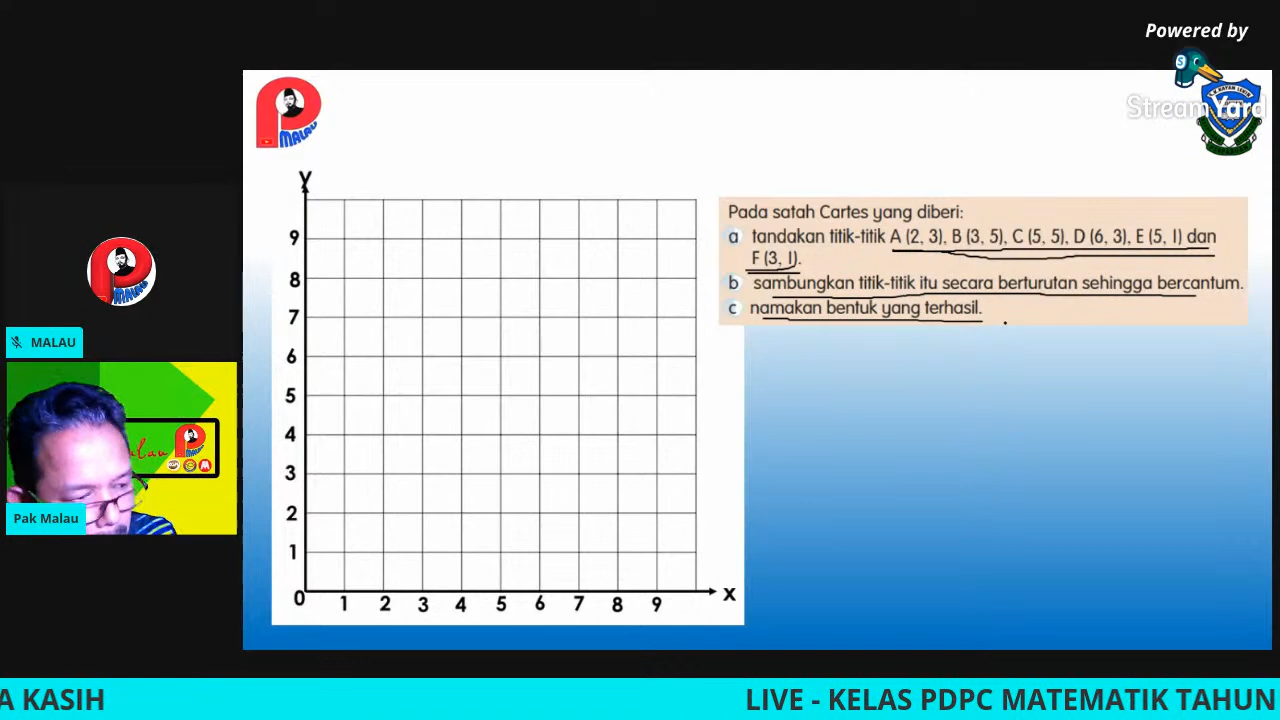 Powered by
StreamYard
MALAU
Y
9
8
7
6
5
4
3
2
1
0
1 2 3 4 5 6 7 8 9
x
Pada satah Cartes yang diberi:
a tandakan titik-titik A (2, 3), B (3, 5), C (5, 5), D (6, 3), E (5, 1) dan
F (3, 1).
b sambungkan titik-titik itu secara berturutan sehingga bercantum.
c namakan bentuk yang terhasil.
MALAU
MALAU
Pak Malau
A KASIH
LIVE - KELAS PDPC MATEMATIK TAHUN